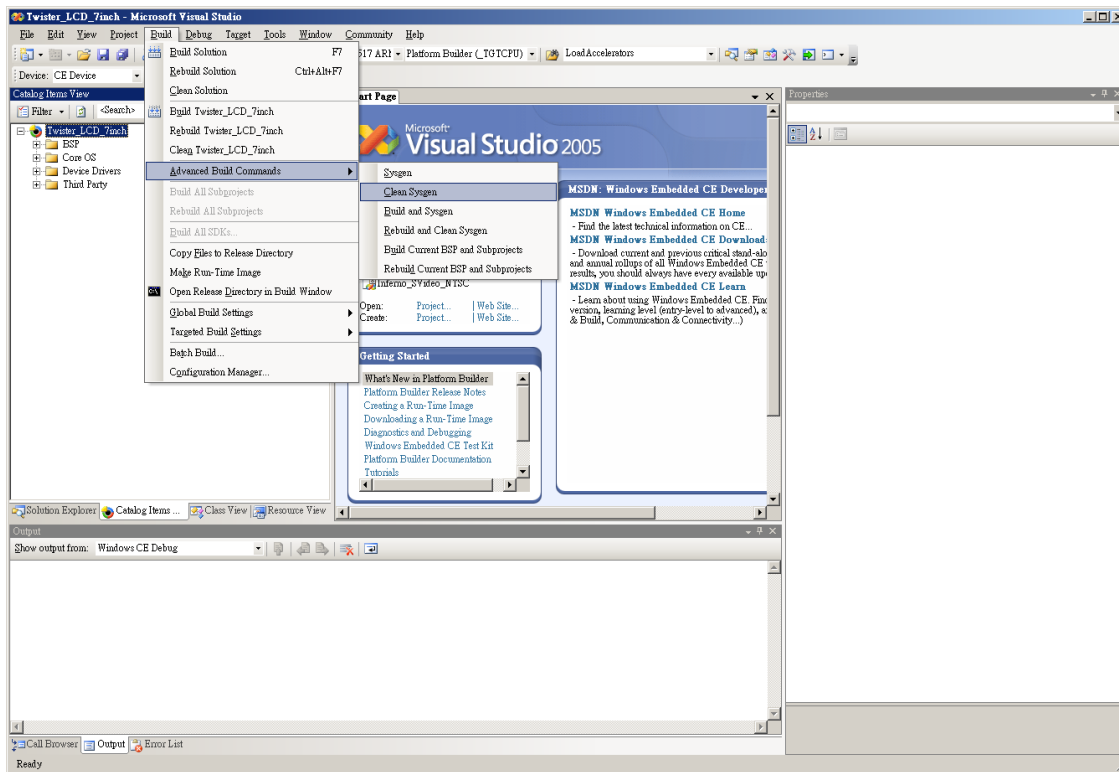 Twister_LCD_7inch - Microsoft Visual Studio
File Edit View Project Build Debug Target Tools Window Community Help
Platform Builder (_TGTCPU) LoadAccelerators
Device: CE Device
Catalog Items View
Filter <Search>
Twister_LCD_7inch
BSP
Core OS
Device Drivers
Third Party
Build Solution F7
Rebuild Solution Ctrl+Alt+F7
Clean Solution
Build Twister_LCD_7inch
Rebuild Twister_LCD_7inch
Clean Twister_LCD_7inch
Advanced Build Commands
Build All Subprojects
Rebuild All Subprojects
Build All SDKs...
Copy Files to Release Directory
Make Run-Time Image
Open Release Directory in Build Window
Global Build Settings
Targeted Build Settings
Batch Build...
Configuration Manager...
Sysgen
Clean Sysgen
Build and Sysgen
Rebuild and Clean Sysgen
Build Current BSP and Subprojects
Rebuild Current BSP and Subprojects
art Page
Microsoft
Visual Studio 2005
Inferno_SVideo_NTSC
Open: Project... | Web Site...
Create: Project... | Web Site...
Getting Started
What's New in Platform Builder
Platform Builder Release Notes
Creating a Run-Time Image
Downloading a Run-Time Image
Diagnostics and Debugging
Windows Embedded CE Test Kit
Platform Builder Documentation
Tutorials
MSDN: Windows Embedded CE Developer
MSDN Windows Embedded CE Home
- Find the latest technical information on CE...
MSDN Windows Embedded CE Download
- Download current and previous critical stand-alo
and annual rollups of all Windows Embedded CE
results, you should always have every available up
MSDN Windows Embedded CE Learn
- Learn about using Windows Embedded CE. Find
version, learning level (entry-level to advanced), a
& Build, Communication & Connectivity...)
Properties
Solution Explorer Catalog Items ... Class View Resource View
Output
Show output from: Windows CE Debug
Call Browser Output Error List
Ready